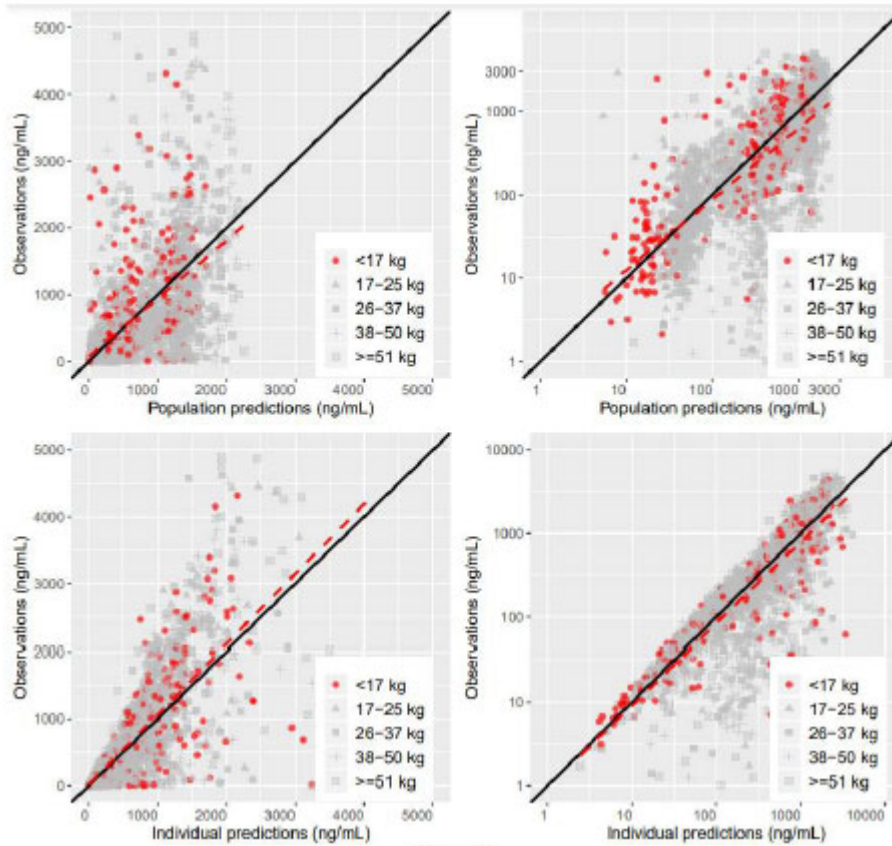 5000
4000
3000
2000
1000
0
Observations (ng/mL)
<17 kg
17-25 kg
26-37 kg
38-50 kg
>=51 kg
0 1000 2000 3000 4000 5000
Population predictions (ng/mL)
3000
1000
100
10
1
Observations (ng/mL)
<17 kg
17-25 kg
26-37 kg
38-50 kg
>=51 kg
1 10 100 1000 3000
Population predictions (ng/mL)
5000
4000
3000
2000
1000
0
Observations (ng/mL)
<17 kg
17-25 kg
26-37 kg
38-50 kg
>=51 kg
0 1000 2000 3000 4000 5000
Individual predictions (ng/mL)
10000
1000
100
10
1
Observations (ng/mL)
<17 kg
17-25 kg
26-37 kg
38-50 kg
>=51 kg
1 10 100 1000 10000
Individual predictions (ng/mL)